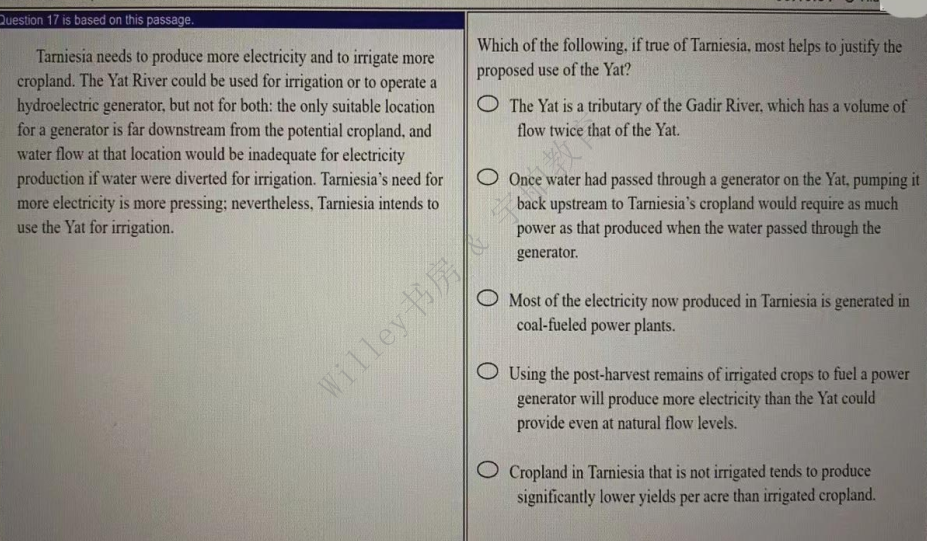 Question 17 is based on this passage.
Tarniesia needs to produce more electricity and to irrigate more
cropland. The Yat River could be used for irrigation or to operate a
hydroelectric generator, but not for both: the only suitable location
for a generator is far downstream from the potential cropland, and
water flow at that location would be inadequate for electricity
production if water were diverted for irrigation. Tarniesia's need for
more electricity is more pressing; nevertheless, Tarniesia intends to
use the Yat for irrigation.
Which of the following, if true of Tarniesia, most helps to justify the
proposed use of the Yat?
The Yat is a tributary of the Gadir River, which has a volume of
flow twice that of the Yat.
Once water had passed through a generator on the Yat, pumping it
back upstream to Tarniesia's cropland would require as much
power as that produced when the water passed through the
generator.
Most of the electricity now produced in Tarniesia is generated in
coal-fueled power plants.
Using the post-harvest remains of irrigated crops to fuel a power
generator will produce more electricity than the Yat could
provide even at natural flow levels.
Cropland in Tarniesia that is not irrigated tends to produce
significantly lower yields per acre than irrigated cropland.
Willey书房 &